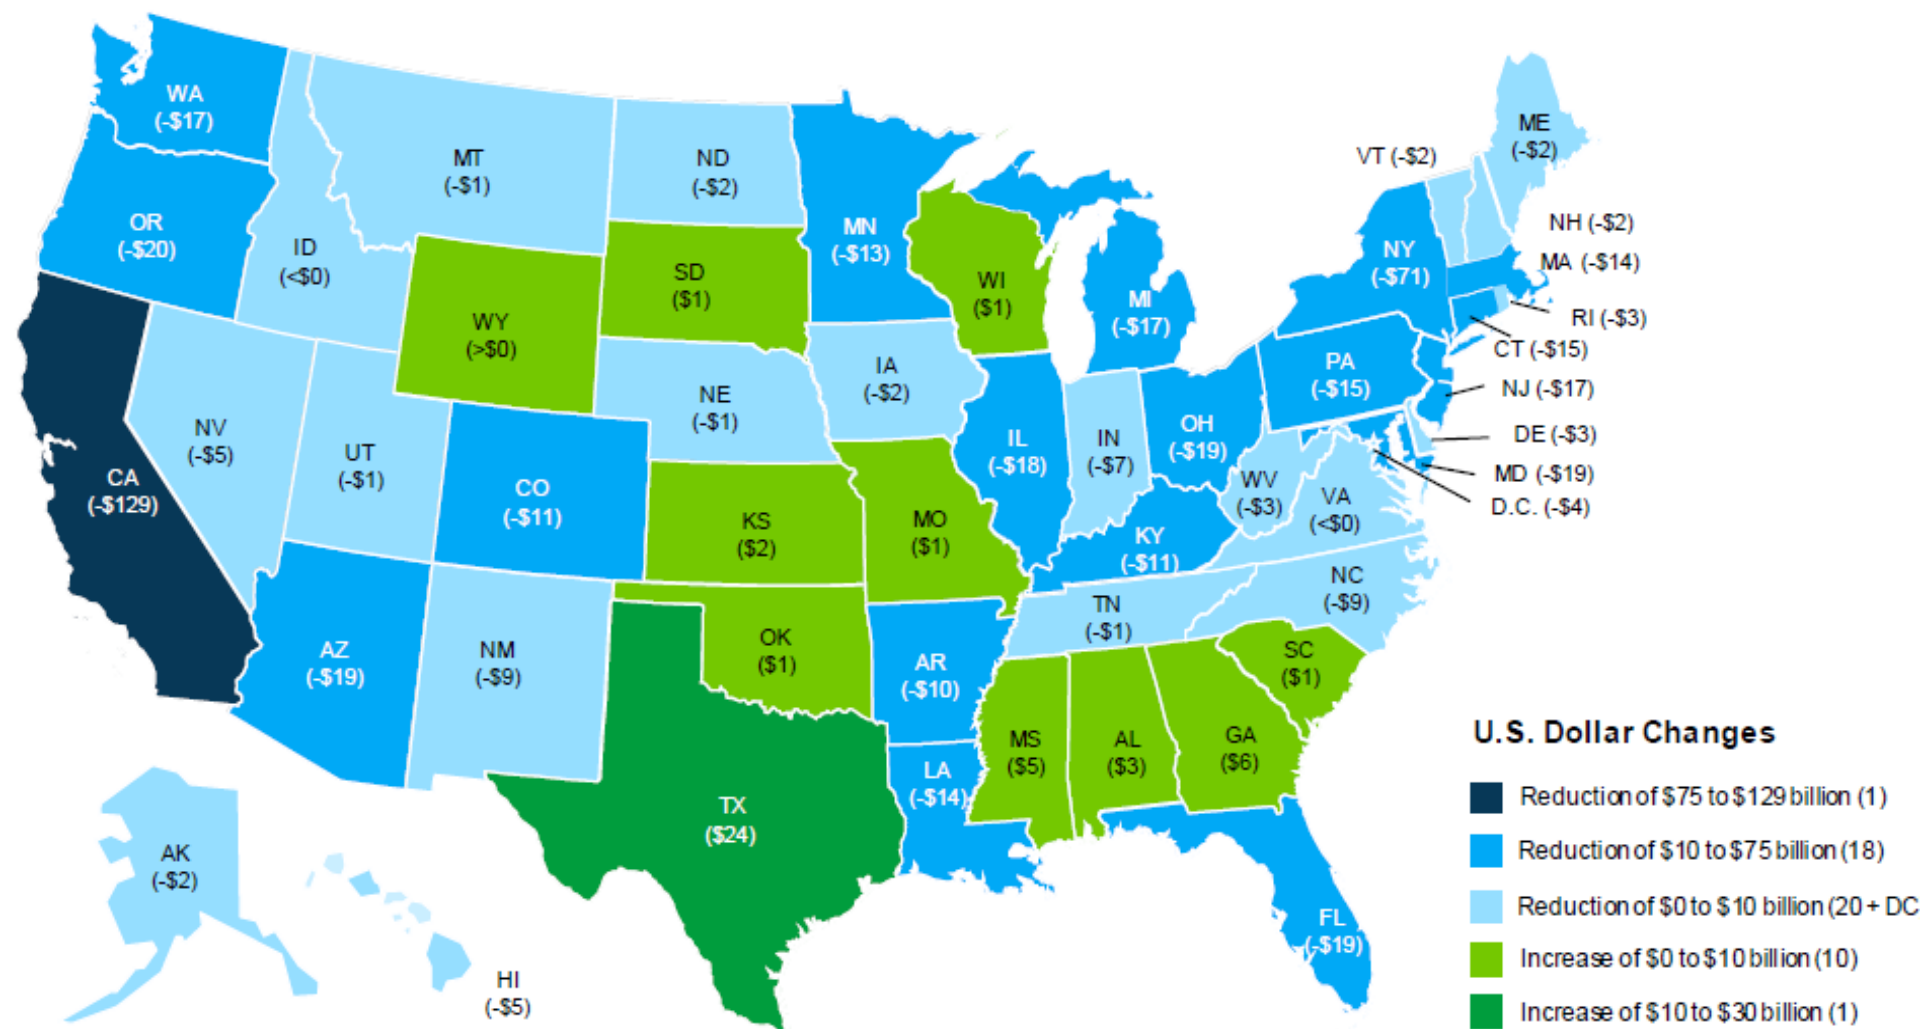 WA
(-$17)
OR
(-$20)
CA
(-$129)
ID
(<$0)
NV
(-$5)
MT
(-$1)
WY
(>$0)
UT
(-$1)
CO
(-$11)
AZ
(-$19)
NM
(-$9)
ND
(-$2)
SD
($1)
NE
(-$1)
KS
($2)
OK
($1)
TX
($24)
MN
(-$13)
IA
(-$2)
MO
($1)
AR
(-$10)
LA
(-$14)
WI
($1)
IL
(-$18)
MI
(-$17)
IN
(-$7)
OH
(-$19)
KY
(-$11)
TN
(-$1)
MS
($5)
AL
($3)
GA
($6)
SC
($1)
NC
(-$9)
FL
(-$19)
WV
(-$3)
VA
(<$0)
PA
(-$15)
NY
(-$71)
VT (-$2)
ME
(-$2)
NH (-$2)
MA (-$14)
RI (-$3)
CT (-$15)
NJ (-$17)
DE (-$3)
MD (-$19)
D.C. (-$4)
AK
(-$2)
HI
(-$5)
U.S. Dollar Changes
Reduction of $75 to $129 billion (1)
Reduction of $10 to $75 billion (18)
Reduction of $0 to $10 billion (20 + DC
Increase of $0 to $10 billion (10)
Increase of $10 to $30 billion (1)